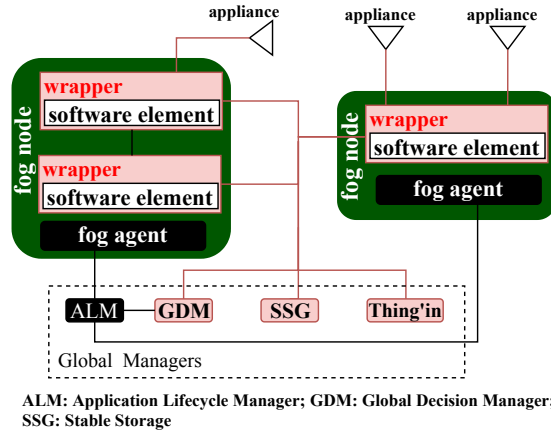 appliance
appliance
appliance
fog node
wrapper
software element
wrapper
software element
fog agent
fog node
wrapper
software element
fog agent
ALM
GDM
SSG
Thing'in
Global Managers
ALM: Application Lifecycle Manager; GDM: Global Decision Manager;
SSG: Stable Storage